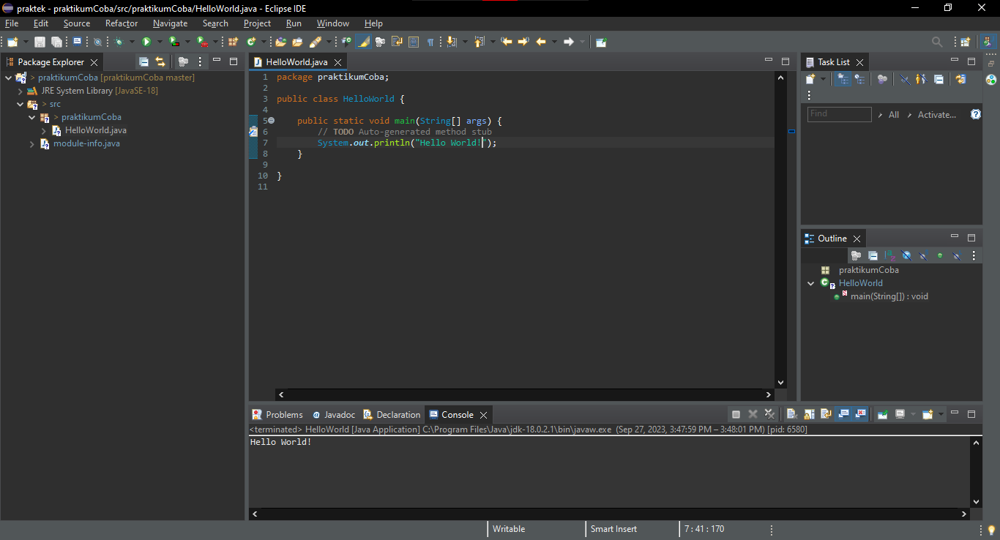 praktek - praktikumCoba/src/praktikumCoba/HelloWorld.java - Eclipse IDE
File Edit Source Refactor Navigate Search Project Run Window Help
Package Explorer
> praktikumCoba [praktikumCoba master]
JRE System Library [JavaSE-18]
> src
> praktikumCoba
HelloWorld.java
module-info.java
HelloWorld.java
1 package praktikumCoba;
2
3 public class HelloWorld {
4
5     public static void main(String[] args) {
6         // TODO Auto-generated method stub
7         System.out.println("Hello World!");
8     }
9
10 }
11
Task List
Find All Activate...
Outline
praktikumCoba
HelloWorld
main(String[]) : void
Problems @ Javadoc Declaration Console
<terminated> HelloWorld [Java Application] C:\Program Files\Java\jdk-18.0.2.1\bin\javaw.exe (Sep 27, 2023, 3:47:59 PM – 3:48:01 PM) [pid: 6580]
Hello World!
Writable Smart Insert 7 : 41 : 170